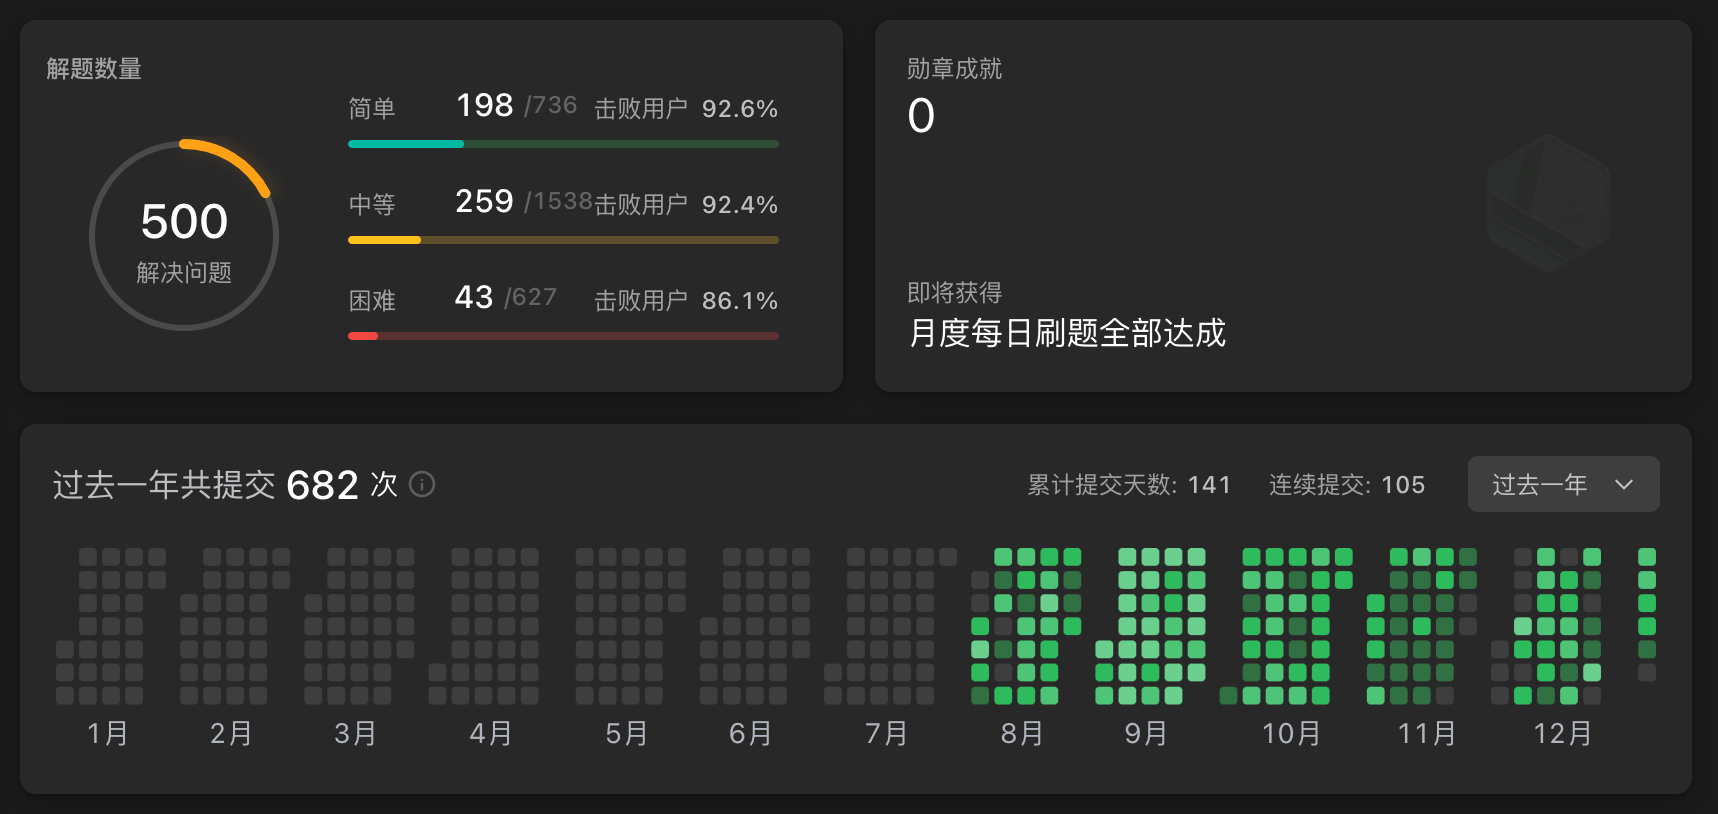 解题数量
500
解决问题
简单 198 /736 击败用户 92.6%
中等 259 /1538 击败用户 92.4%
困难 43 /627 击败用户 86.1%
勋章成就
0
即将获得
月度每日刷题全部达成
过去一年共提交 682 次
累计提交天数: 141 连续提交: 105 过去一年
1月 2月 3月 4月 5月 6月 7月 8月 9月 10月 11月 12月